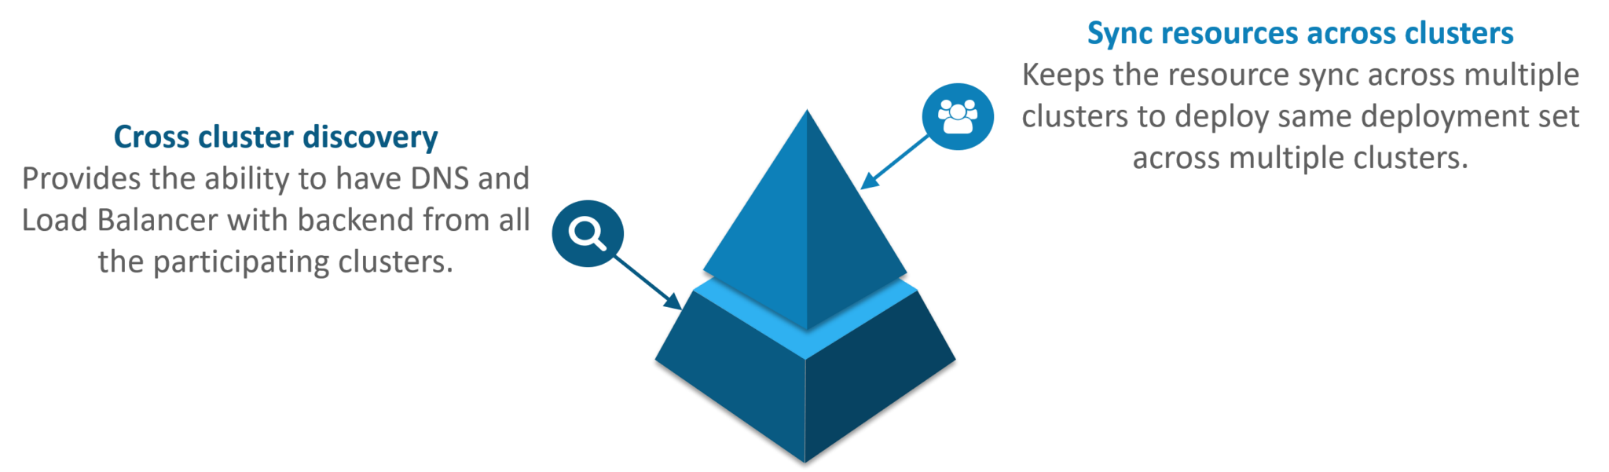 Cross cluster discovery
Provides the ability to have DNS and
Load Balancer with backend from all
the participating clusters.
Sync resources across clusters
Keeps the resource sync across multiple
clusters to deploy same deployment set
across multiple clusters.